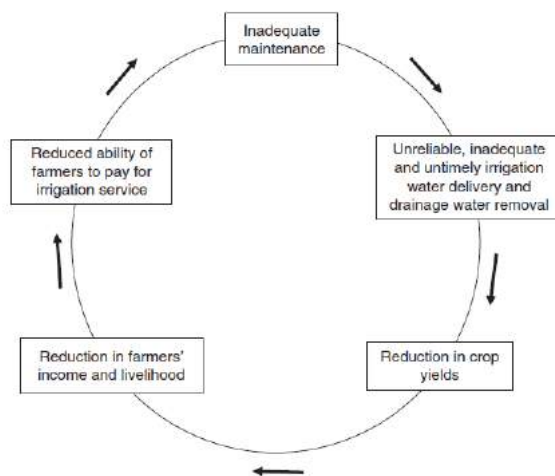 Inadequate
maintenance
Unreliable, inadequate
and untimely irrigation
water delivery and
drainage water removal
Reduction in crop
yields
Reduction in farmers'
income and livelihood
Reduced ability of
farmers to pay for
irrigation service